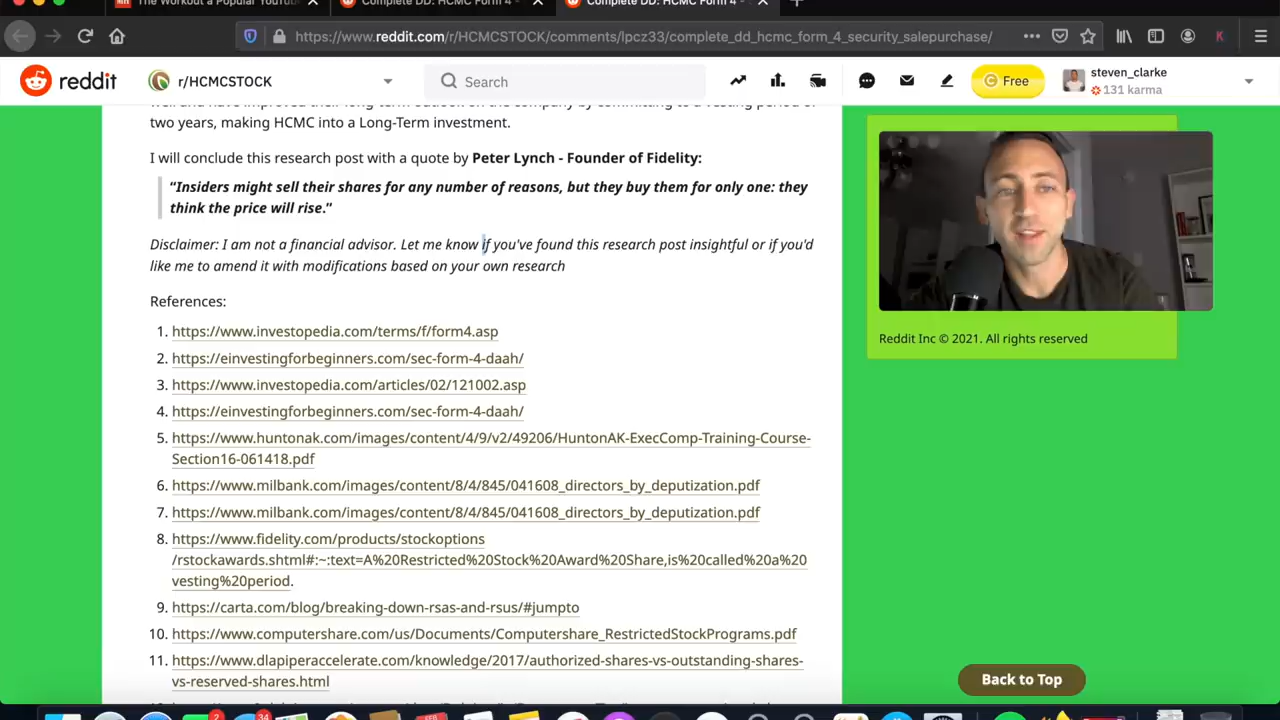 The Workout a Popular YouTub
Complete DD: HCMC Form 4 -
Complete DD: HCMC Form 4 -
https://www.reddit.com/r/HCMCSTOCK/comments/lpcz33/complete_dd_hcmc_form_4_security_salepurchase/
K
reddit
r/HCMCSTOCK
Search
Free
steven_clarke
131 karma
two years, making HCMC into a Long-Term investment.
I will conclude this research post with a quote by Peter Lynch - Founder of Fidelity:
“Insiders might sell their shares for any number of reasons, but they buy them for only one: they
think the price will rise.”
Disclaimer: I am not a financial advisor. Let me know if you've found this research post insightful or if you'd
like me to amend it with modifications based on your own research
References:
1. https://www.investopedia.com/terms/f/form4.asp
2. https://einvestingforbeginners.com/sec-form-4-daah/
3. https://www.investopedia.com/articles/02/121002.asp
4. https://einvestingforbeginners.com/sec-form-4-daah/
5. https://www.huntonak.com/images/content/4/9/v2/49206/HuntonAK-ExecComp-Training-Course-
Section16-061418.pdf
6. https://www.milbank.com/images/content/8/4/845/041608_directors_by_deputization.pdf
7. https://www.milbank.com/images/content/8/4/845/041608_directors_by_deputization.pdf
8. https://www.fidelity.com/products/stockoptions
/rstockawards.shtml#:~:text=A%20Restricted%20Stock%20Award%20Share,is%20called%20a%20
vesting%20period.
9. https://carta.com/blog/breaking-down-rsas-and-rsus/#jumpto
10. https://www.computershare.com/us/Documents/Computershare_RestrictedStockPrograms.pdf
11. https://www.dlapiperaccelerate.com/knowledge/2017/authorized-shares-vs-outstanding-shares-
vs-reserved-shares.html
Reddit Inc © 2021. All rights reserved
Back to Top
2
34